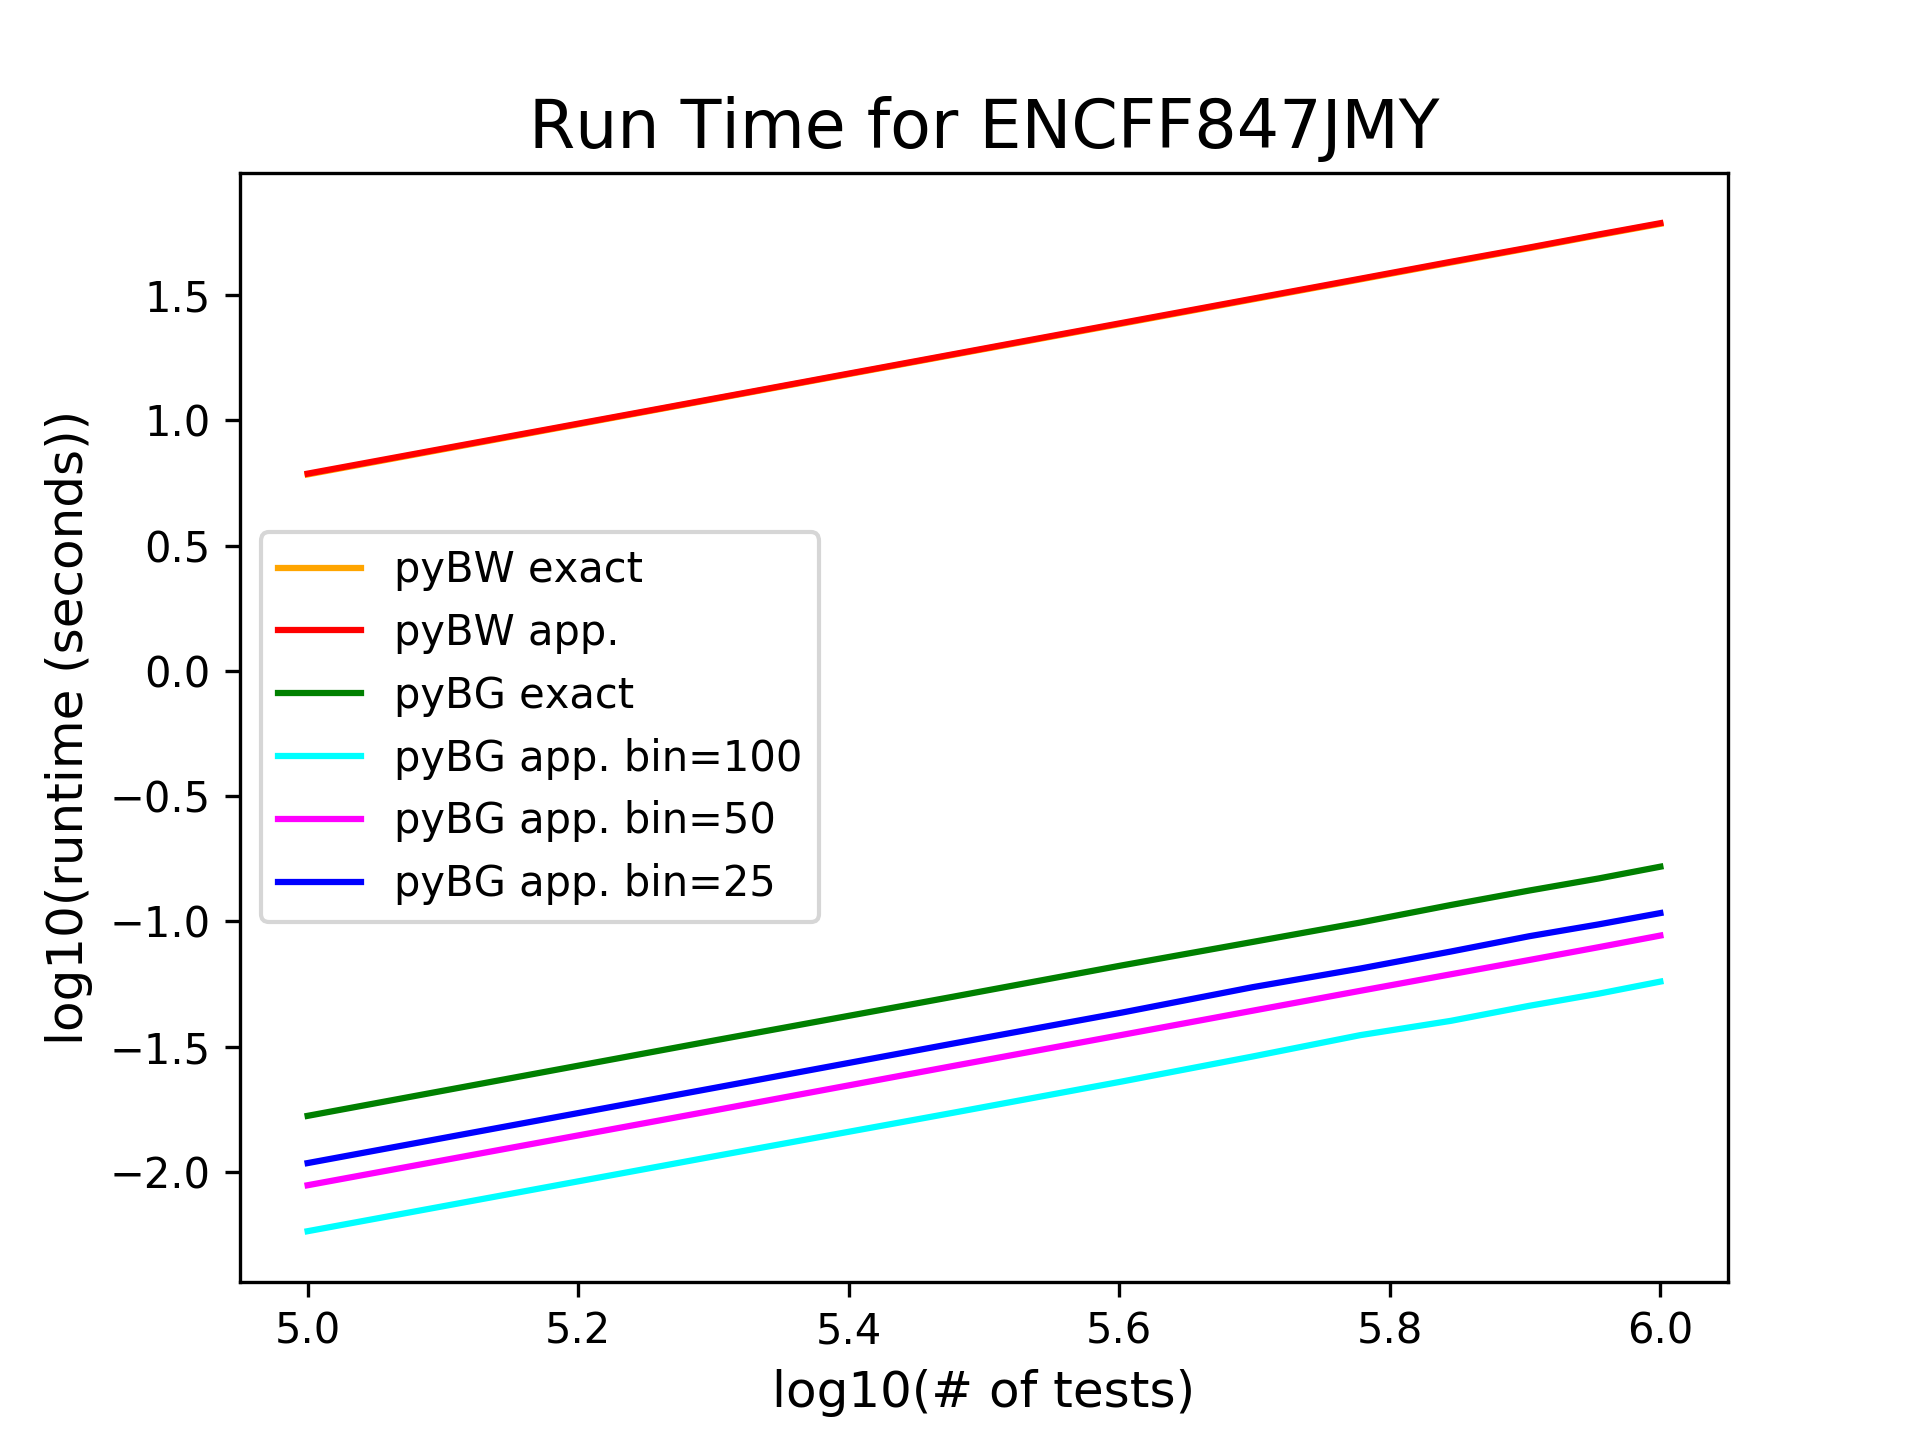 Run Time for ENCFF847JMY
log10(runtime (seconds))
1.5
1.0
0.5
0.0
−0.5
−1.0
−1.5
−2.0
pyBW exact
pyBW app.
pyBG exact
pyBG app. bin=100
pyBG app. bin=50
pyBG app. bin=25
5.0 5.2 5.4 5.6 5.8 6.0
log10(# of tests)